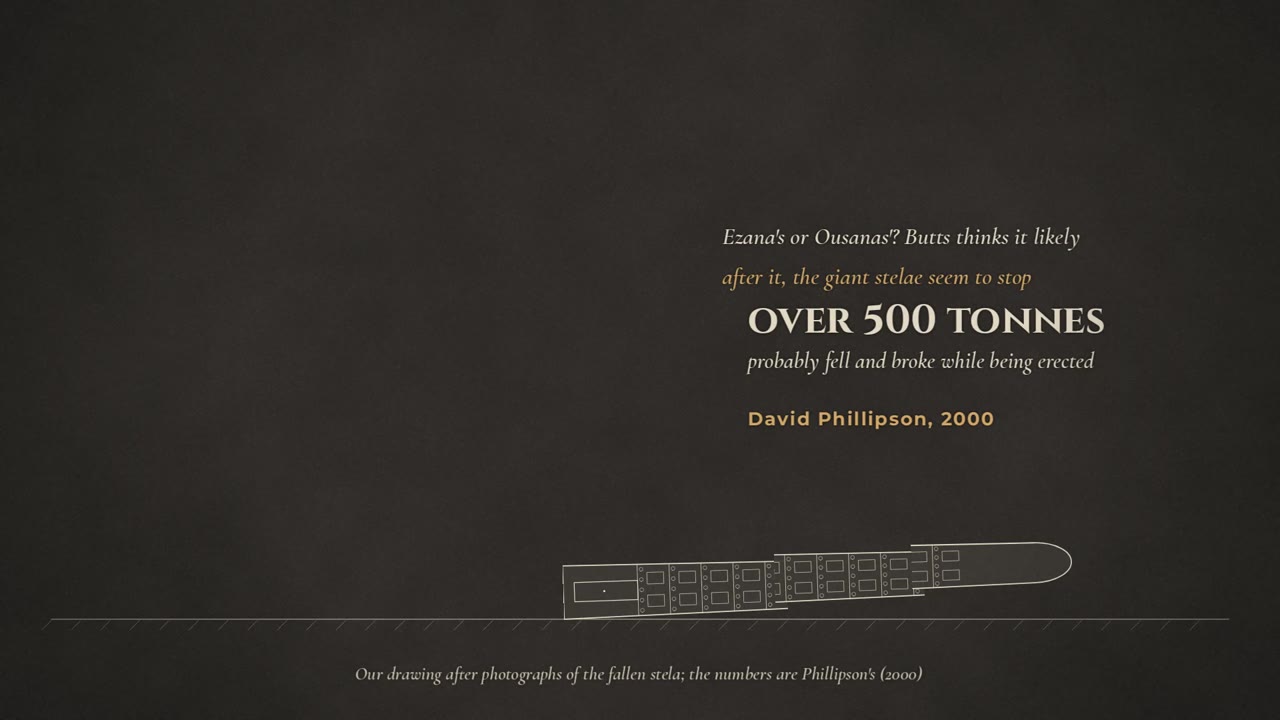 Ezana's or Ousanas'? Butts thinks it likely
after it, the giant stelae seem to stop
OVER 500 TONNES
probably fell and broke while being erected
David Phillipson, 2000
Our drawing after photographs of the fallen stela; the numbers are Phillipson's (2000)